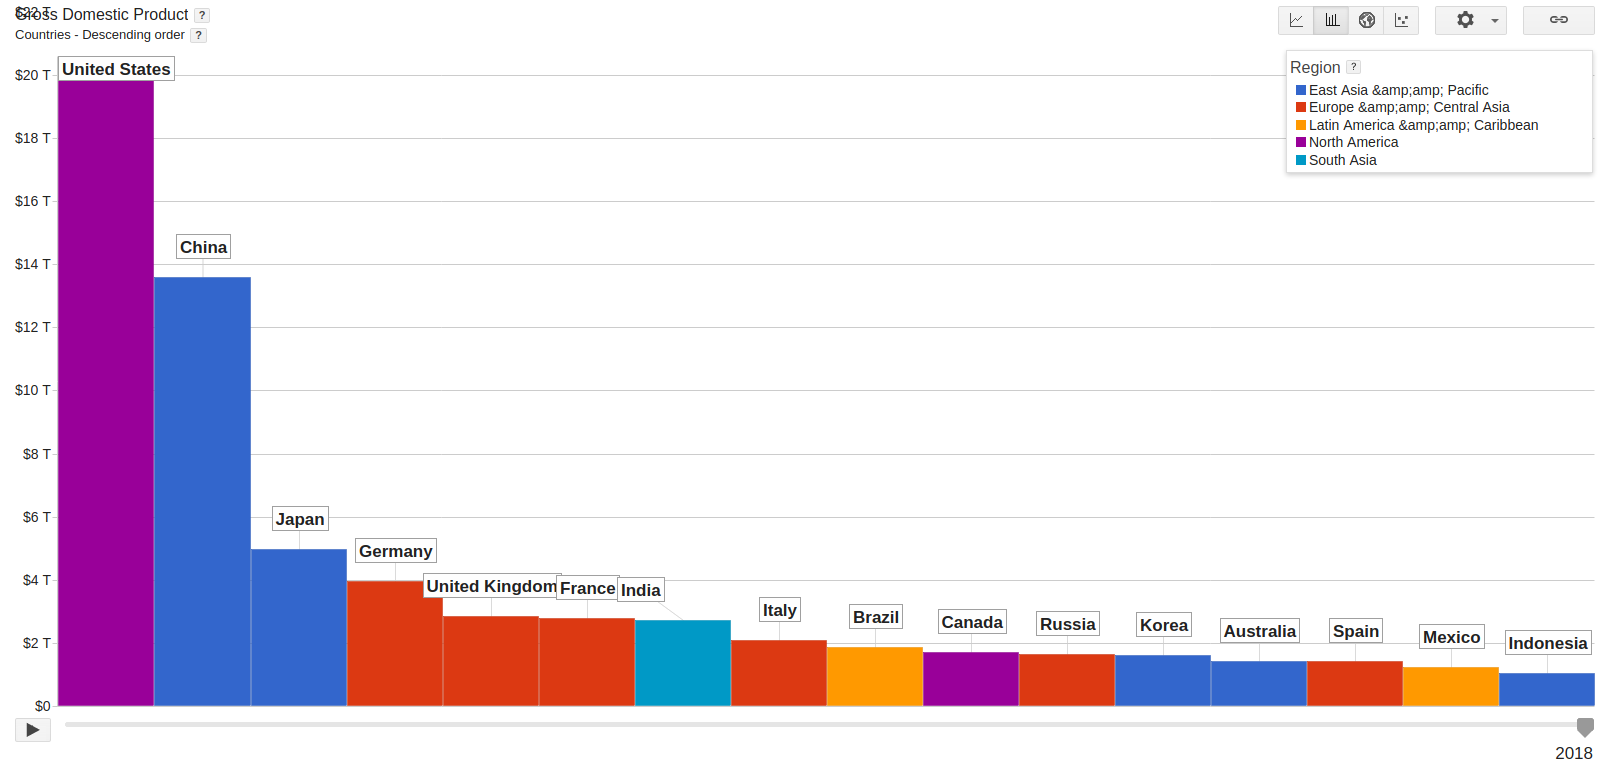 $22 T
Gross Domestic Product ?
Countries - Descending order ?
Region ?
East Asia &amp;amp; Pacific
Europe &amp;amp; Central Asia
Latin America &amp;amp; Caribbean
North America
South Asia
$20 T
$18 T
$16 T
$14 T
$12 T
$10 T
$8 T
$6 T
$4 T
$2 T
$0
United States
China
Japan
Germany
United Kingdom
France
India
Italy
Brazil
Canada
Russia
Korea
Australia
Spain
Mexico
Indonesia
2018